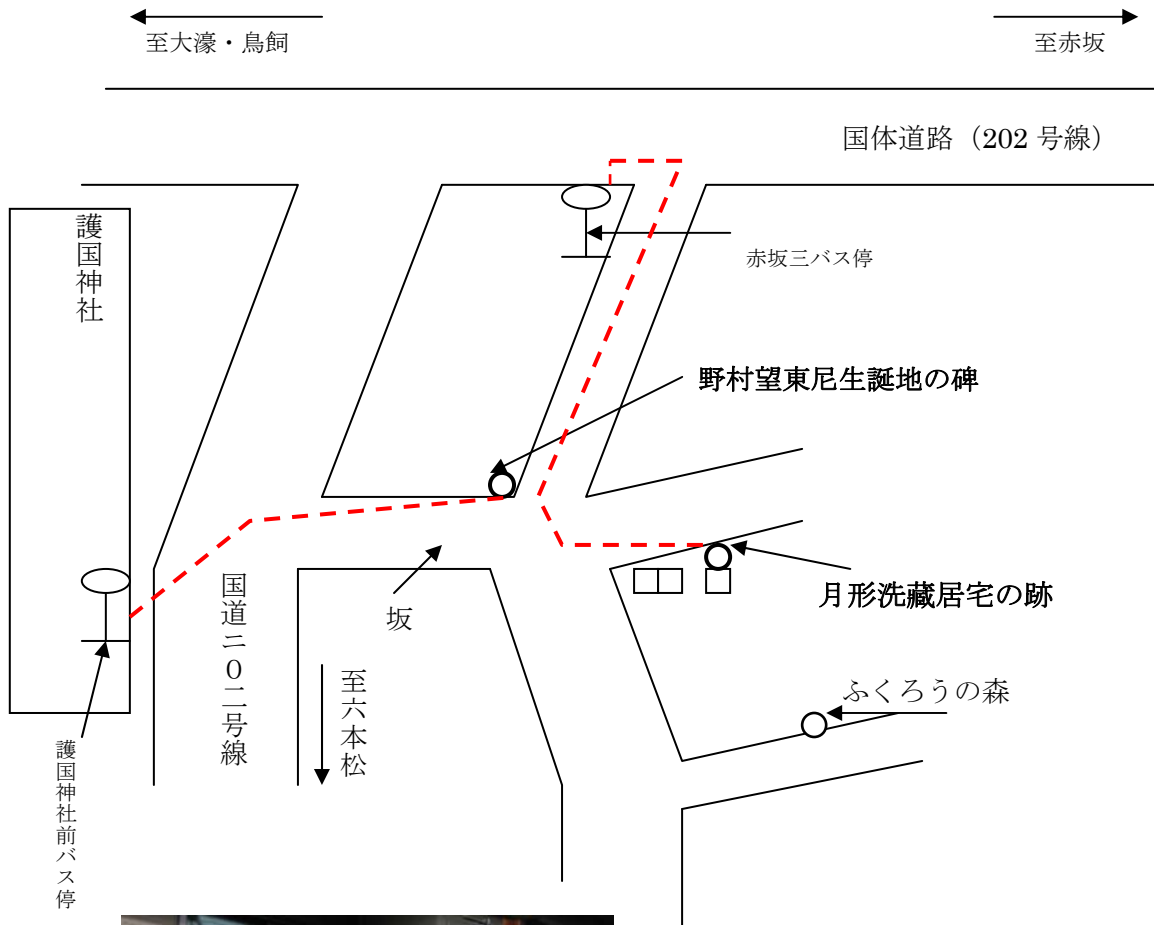 至大濠・鳥飼
至赤坂
国体道路（202 号線）
護国神社
赤坂三バス停
野村望東尼生誕地の碑
月形洗藏居宅の跡
坂
国道二０二号線
至六本松
ふくろうの森
護国神社前バス停